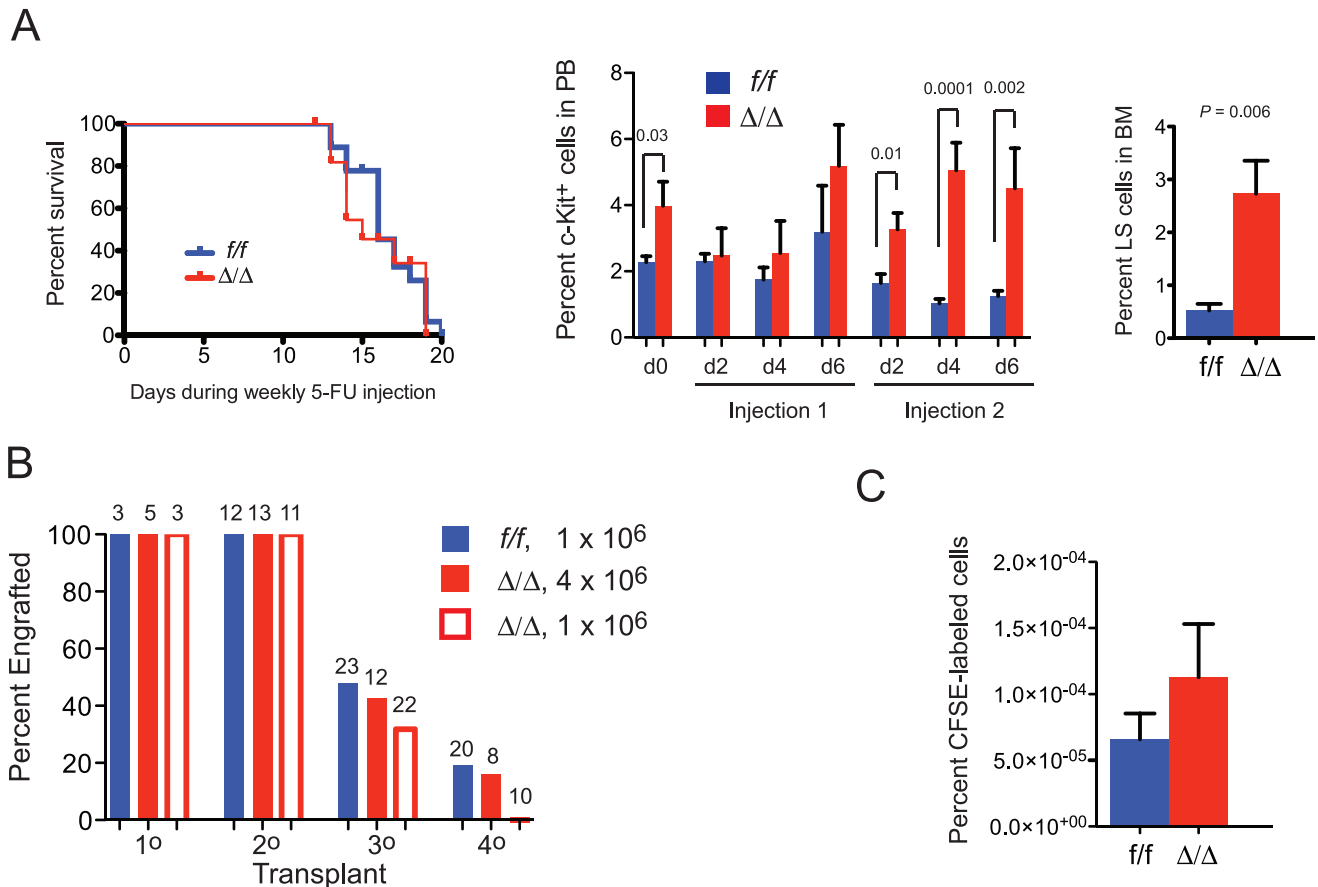 A
Percent survival
100
80
60
40
20
0
0 5 10 15 20
f/f
Δ/Δ
Days during weekly 5-FU injection
Percent c-Kit⁺ cells in PB
8
6
4
2
0
f/f
Δ/Δ
0.03
0.01
0.0001
0.002
d0 d2 d4 d6 d2 d4 d6
Injection 1 Injection 2
Percent LS cells in BM
4
3
2
1
0
P = 0.006
f/f Δ/Δ
B
Percent Engrafted
100
80
60
40
20
0
3 5 3 12 13 11
23 12 22
20 8 10
f/f, 1 x 10⁶
Δ/Δ, 4 x 10⁶
Δ/Δ, 1 x 10⁶
1º 2º 3º 4º
Transplant
C
Percent CFSE-labeled cells
2.0×10⁻⁰⁴
1.5×10⁻⁰⁴
1.0×10⁻⁰⁴
5.0×10⁻⁰⁵
0.0×10⁺⁰⁰
f/f Δ/Δ